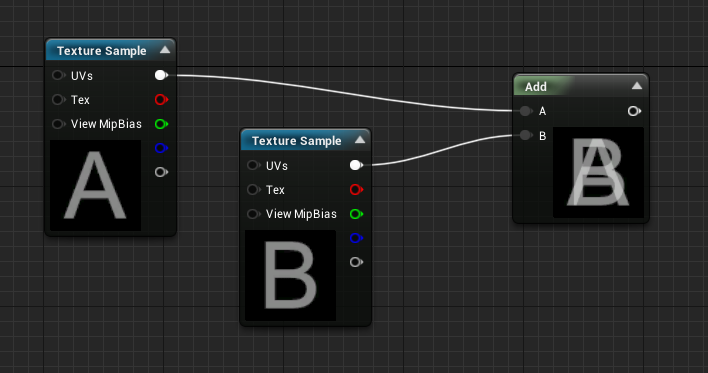 Texture Sample
UVs
Tex
View MipBias
A
Texture Sample
UVs
Tex
View MipBias
B
Add
A
B
A
B